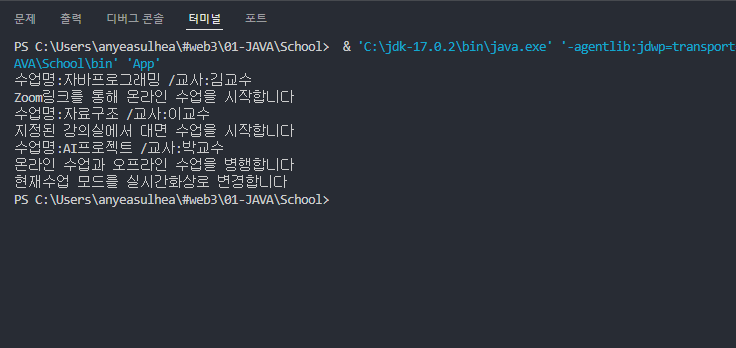 문제 출력 디버그 콘솔 터미널 포트
PS C:\Users\anyeasulhea\#web3\01-JAVA\School>  & 'C:\jdk-17.0.2\bin\java.exe' '-agentlib:jdwp=transport
AVA\School\bin' 'App'
수업명:자바프로그래밍 /교사:김교수
Zoom링크를 통해 온라인 수업을 시작합니다
수업명:자료구조 /교사:이교수
지정된 강의실에서 대면 수업을 시작합니다
수업명:AI프로젝트 /교사:박교수
온라인 수업과 오프라인 수업을 병행합니다
현재수업 모드를 실시간화상로 변경합니다
PS C:\Users\anyeasulhea\#web3\01-JAVA\School>